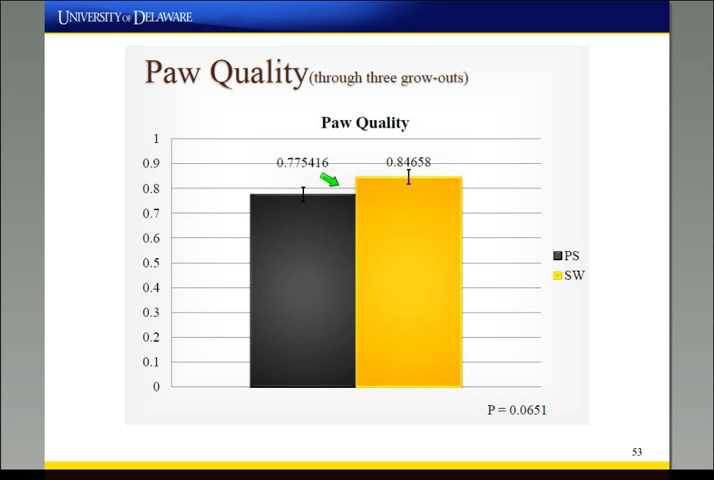 UNIVERSITY OF DELAWARE
Paw Quality(through three grow-outs)
Paw Quality
1
0.9
0.8
0.7
0.6
0.5
0.4
0.3
0.2
0.1
0
0.775416
0.84658
PS
SW
P = 0.0651
53